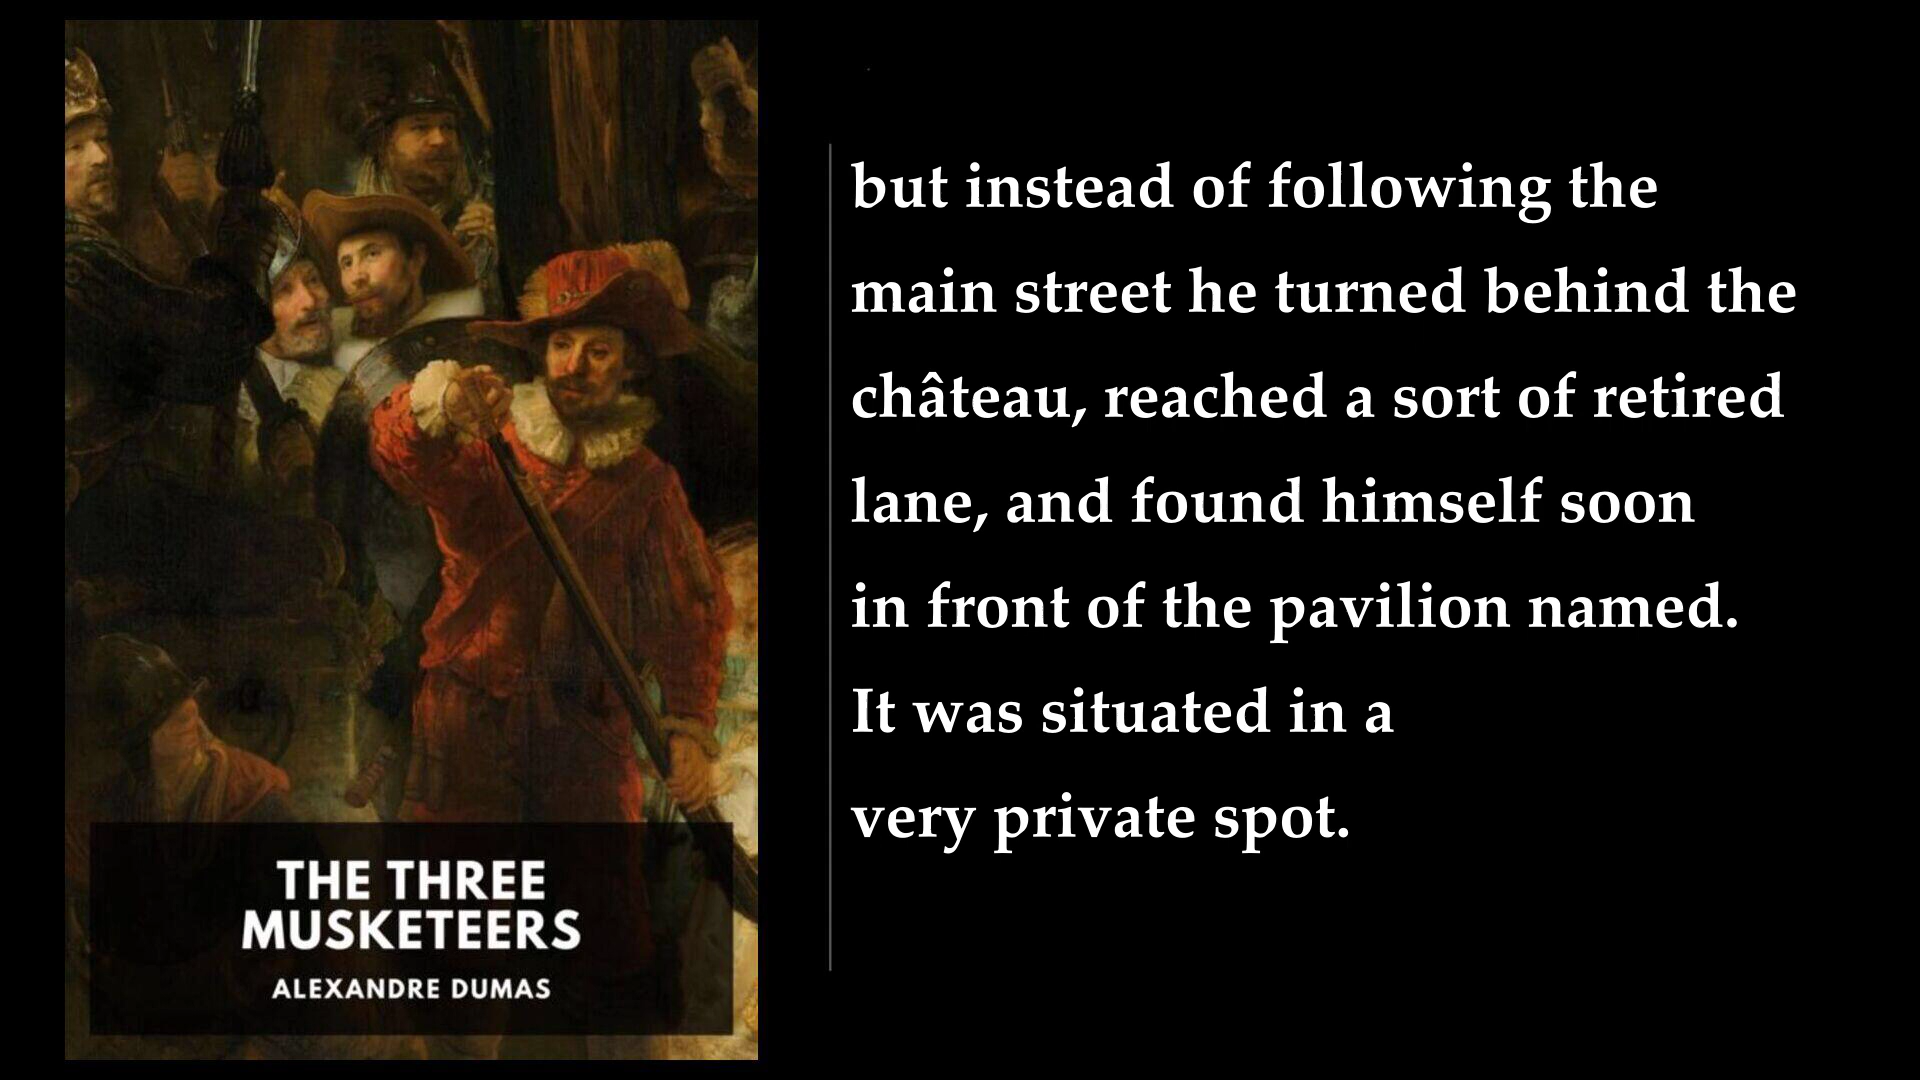 THE THREE
MUSKETEERS
ALEXANDRE DUMAS
but instead of following the
main street he turned behind the
château, reached a sort of retired
lane, and found himself soon
in front of the pavilion named.
It was situated in a
very private spot.